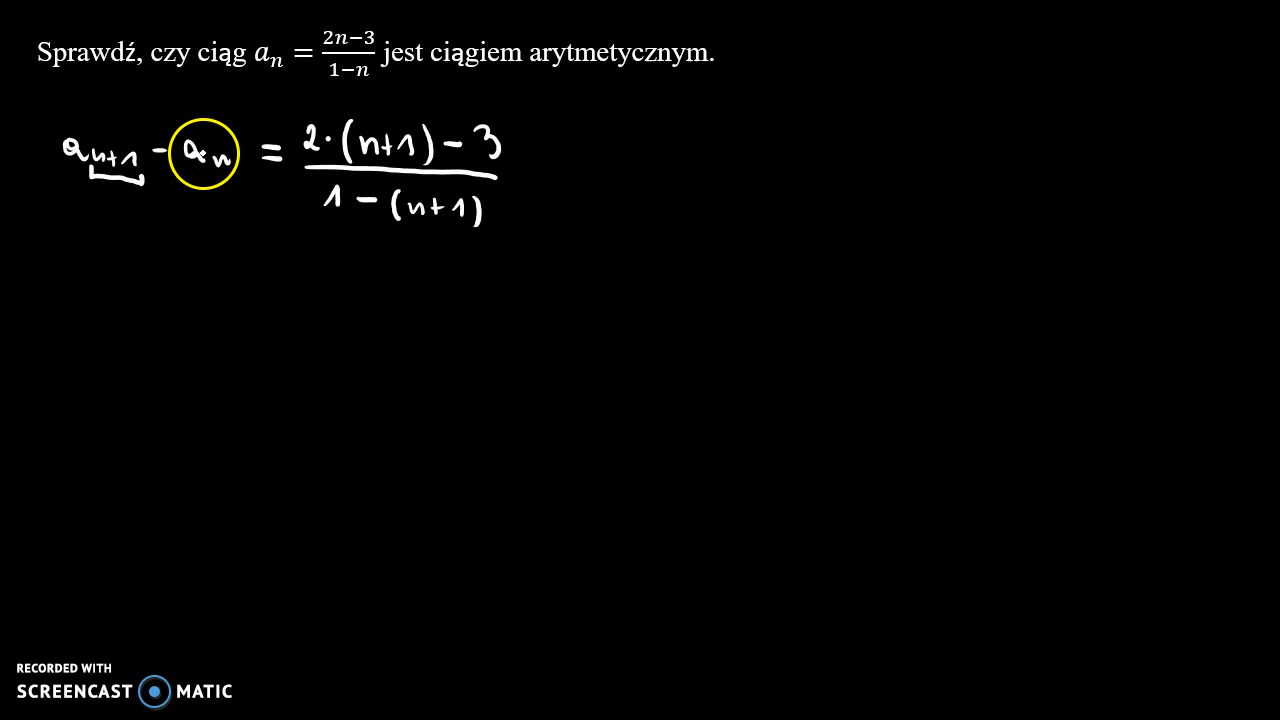 Sprawdź, czy ciąg aₙ = (2n−3)/(1−n) jest ciągiem arytmetycznym.
aₙ₊₁ - aₙ = (2·(n+1) - 3)/(1 - (n+1))
RECORDED WITH
SCREENCAST MATIC